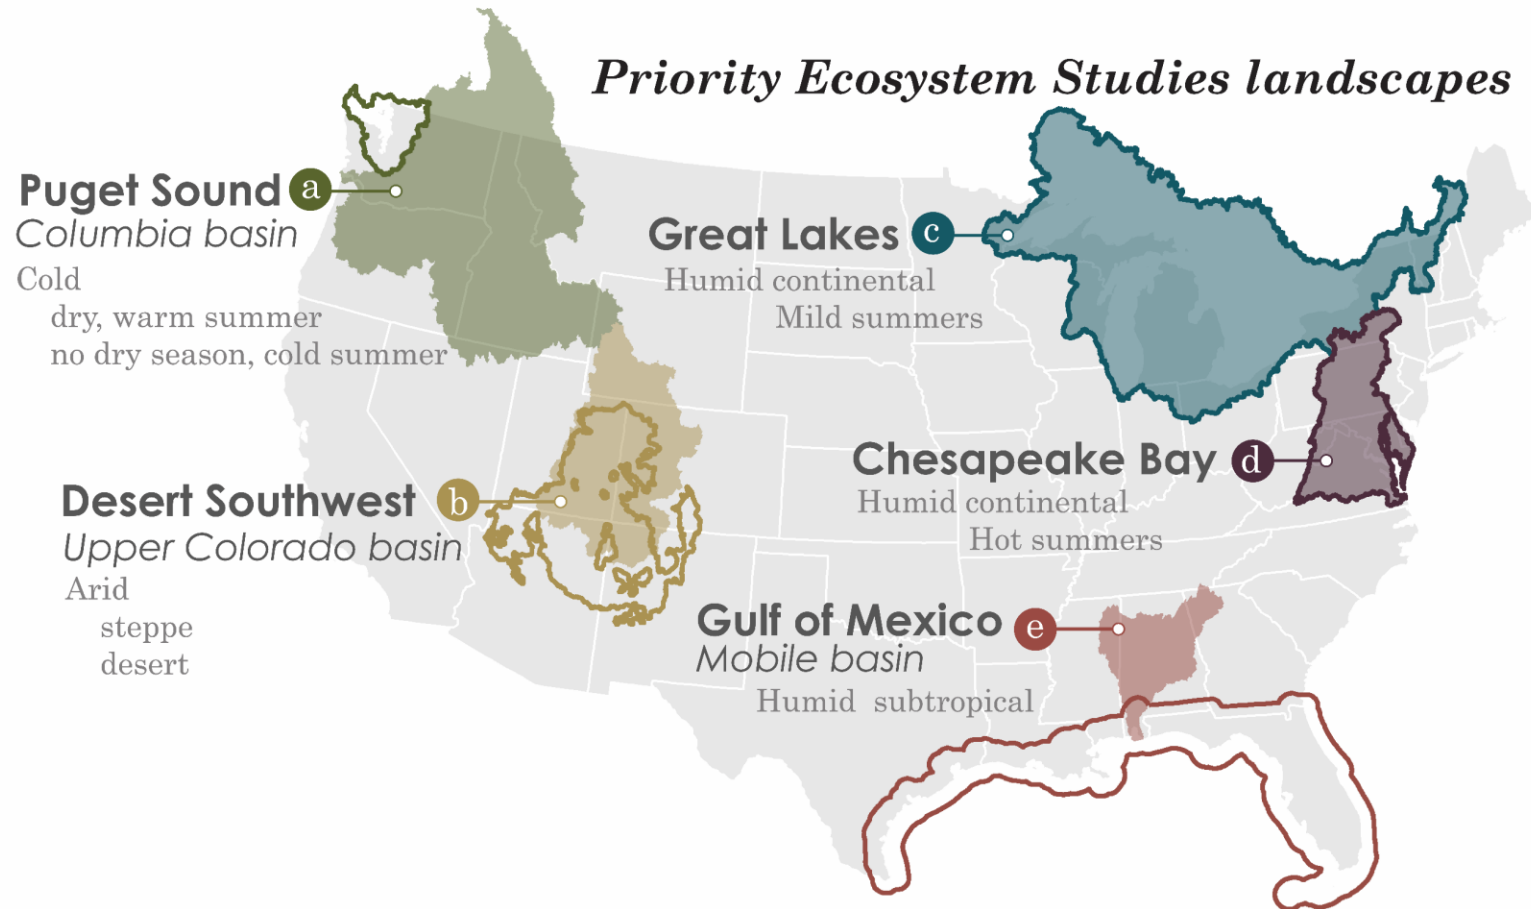 Priority Ecosystem Studies landscapes
Puget Sound a
Columbia basin
Cold
dry, warm summer
no dry season, cold summer
Great Lakes c
Humid continental
Mild summers
Desert Southwest b
Upper Colorado basin
Arid
steppe
desert
Chesapeake Bay d
Humid continental
Hot summers
Gulf of Mexico e
Mobile basin
Humid subtropical